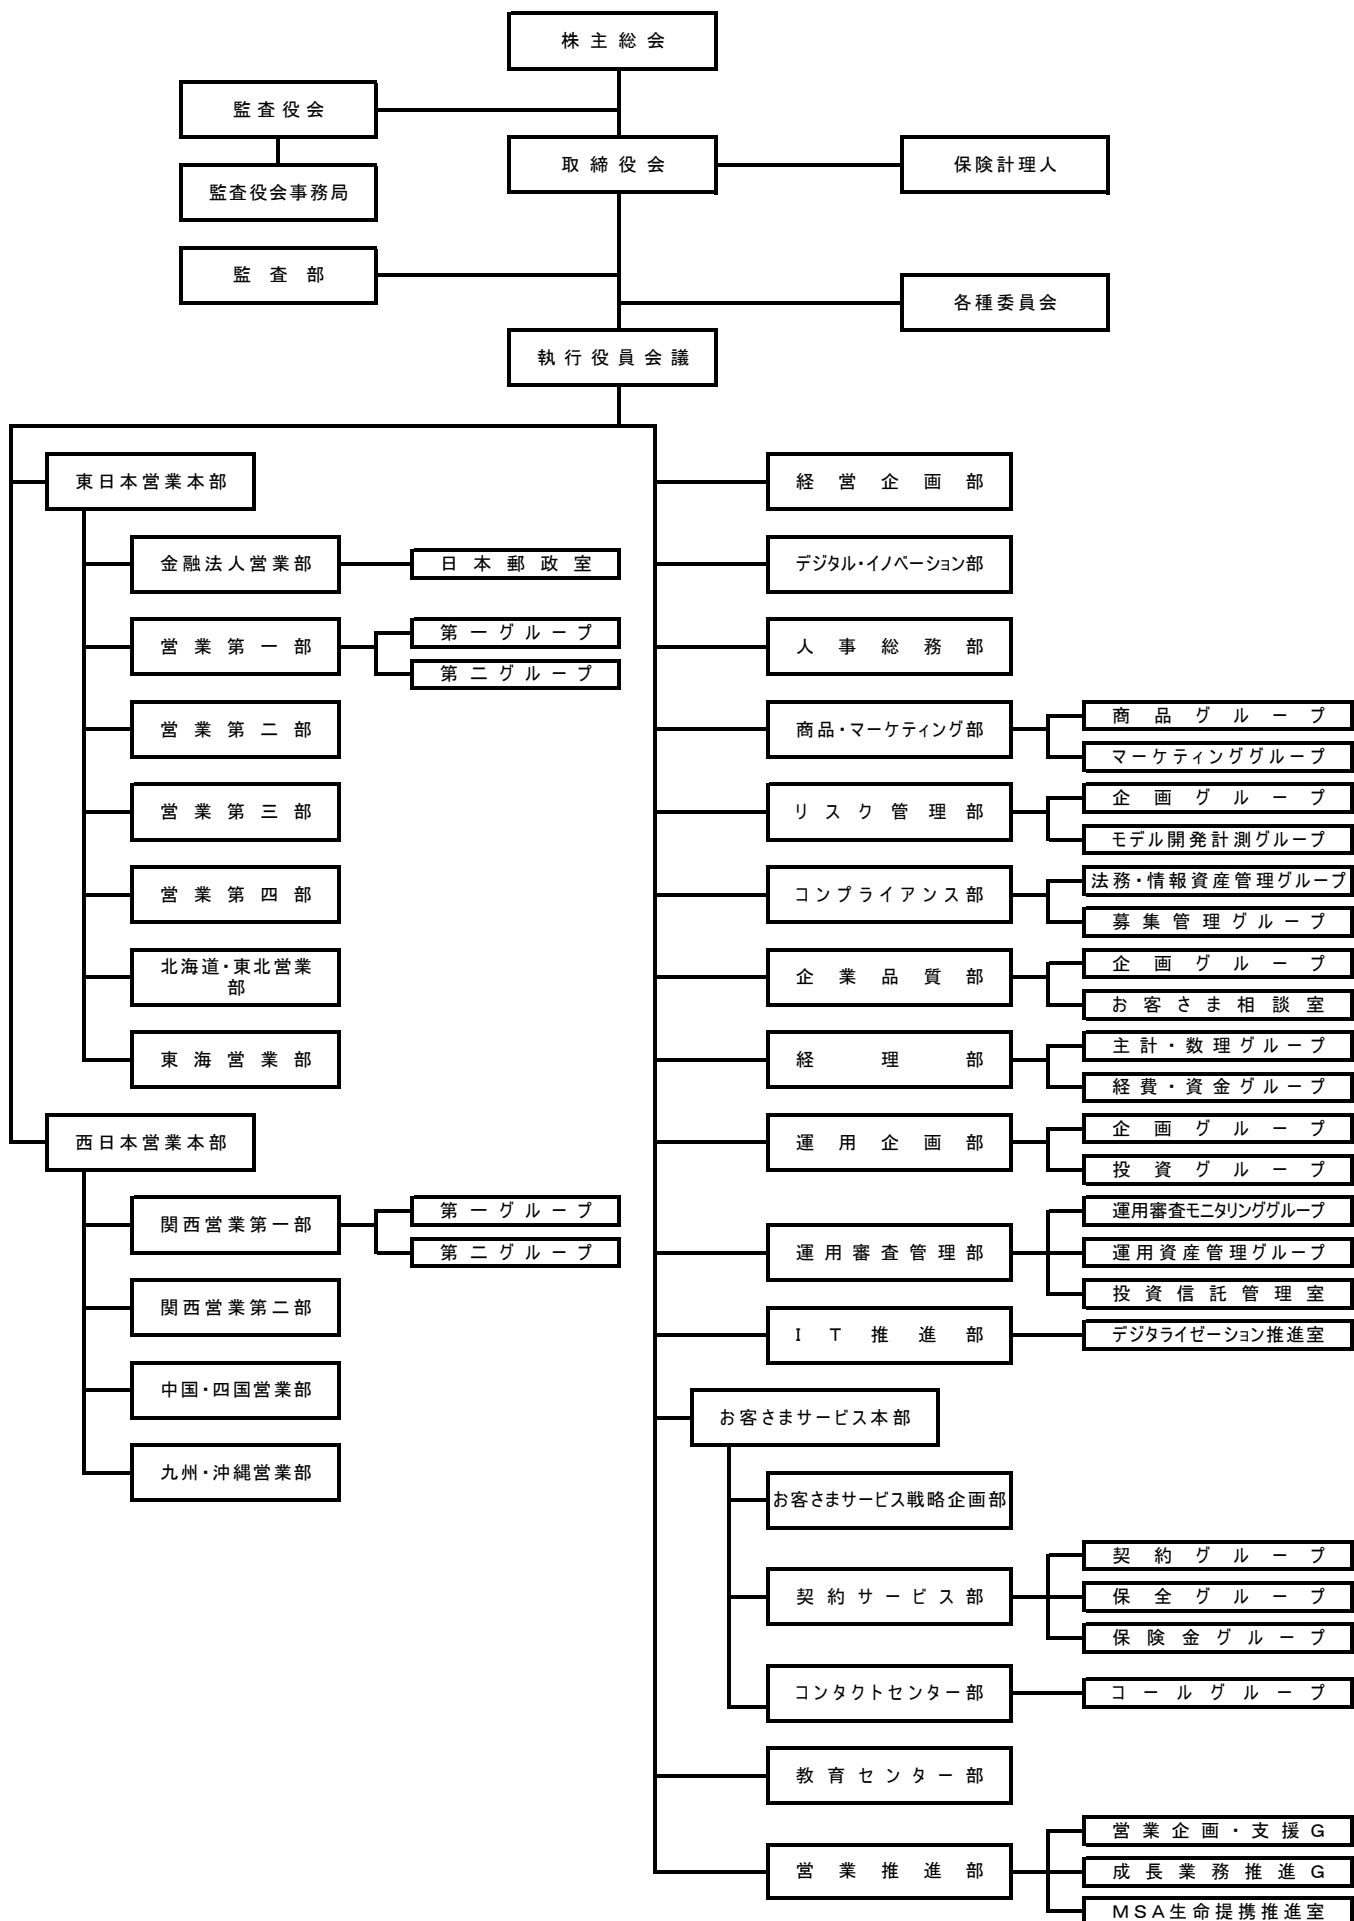 株主総会
監査役会
取締役会
保険計理人
監査役会事務局
監査部
各種委員会
執行役員会議
東日本営業本部
金融法人営業部
日本郵政室
営業第一部
第一グループ
第二グループ
営業第二部
営業第三部
営業第四部
北海道・東北営業
部
東海営業部
西日本営業本部
関西営業第一部
第一グループ
第二グループ
関西営業第二部
中国・四国営業部
九州・沖縄営業部
経営企画部
デジタル・イノベーション部
人事総務部
商品・マーケティング部
商品グループ
マーケティンググループ
リスク管理部
企画グループ
モデル開発計測グループ
コンプライアンス部
法務・情報資産管理グループ
募集管理グループ
企業品質部
企画グループ
お客さま相談室
経理部
主計・数理グループ
経費・資金グループ
運用企画部
企画グループ
投資グループ
運用審査管理部
運用審査モニタリンググループ
運用資産管理グループ
投資信託管理室
IT推進部
デジタライゼーション推進室
お客さまサービス本部
お客さまサービス戦略企画部
契約サービス部
契約グループ
保全グループ
保険金グループ
コンタクトセンター部
コールグループ
教育センター部
営業推進部
営業企画・支援G
成長業務推進G
MSA生命提携推進室